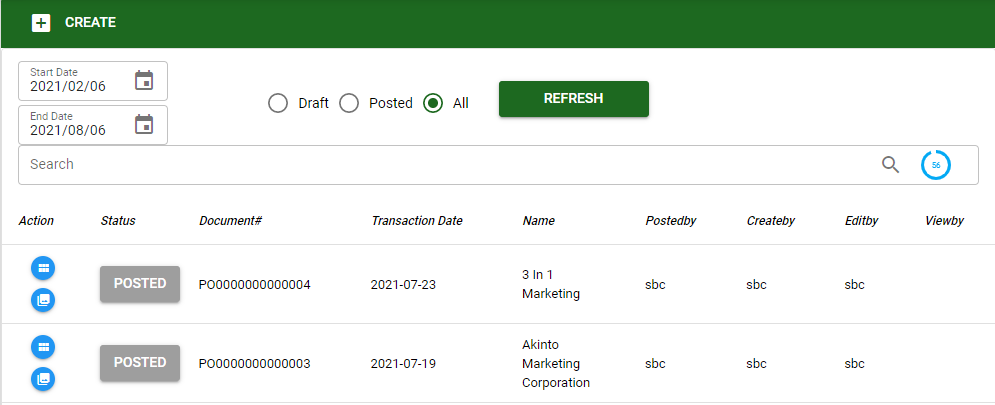 CREATE
Start Date
2021/02/06
End Date
2021/08/06
Draft Posted All
REFRESH
Search 56
Action Status Document# Transaction Date Name Postedby Createby Editby Viewby
POSTED PO0000000000004 2021-07-23 3 In 1 Marketing sbc sbc sbc
POSTED PO0000000000003 2021-07-19 Akinto Marketing Corporation sbc sbc sbc